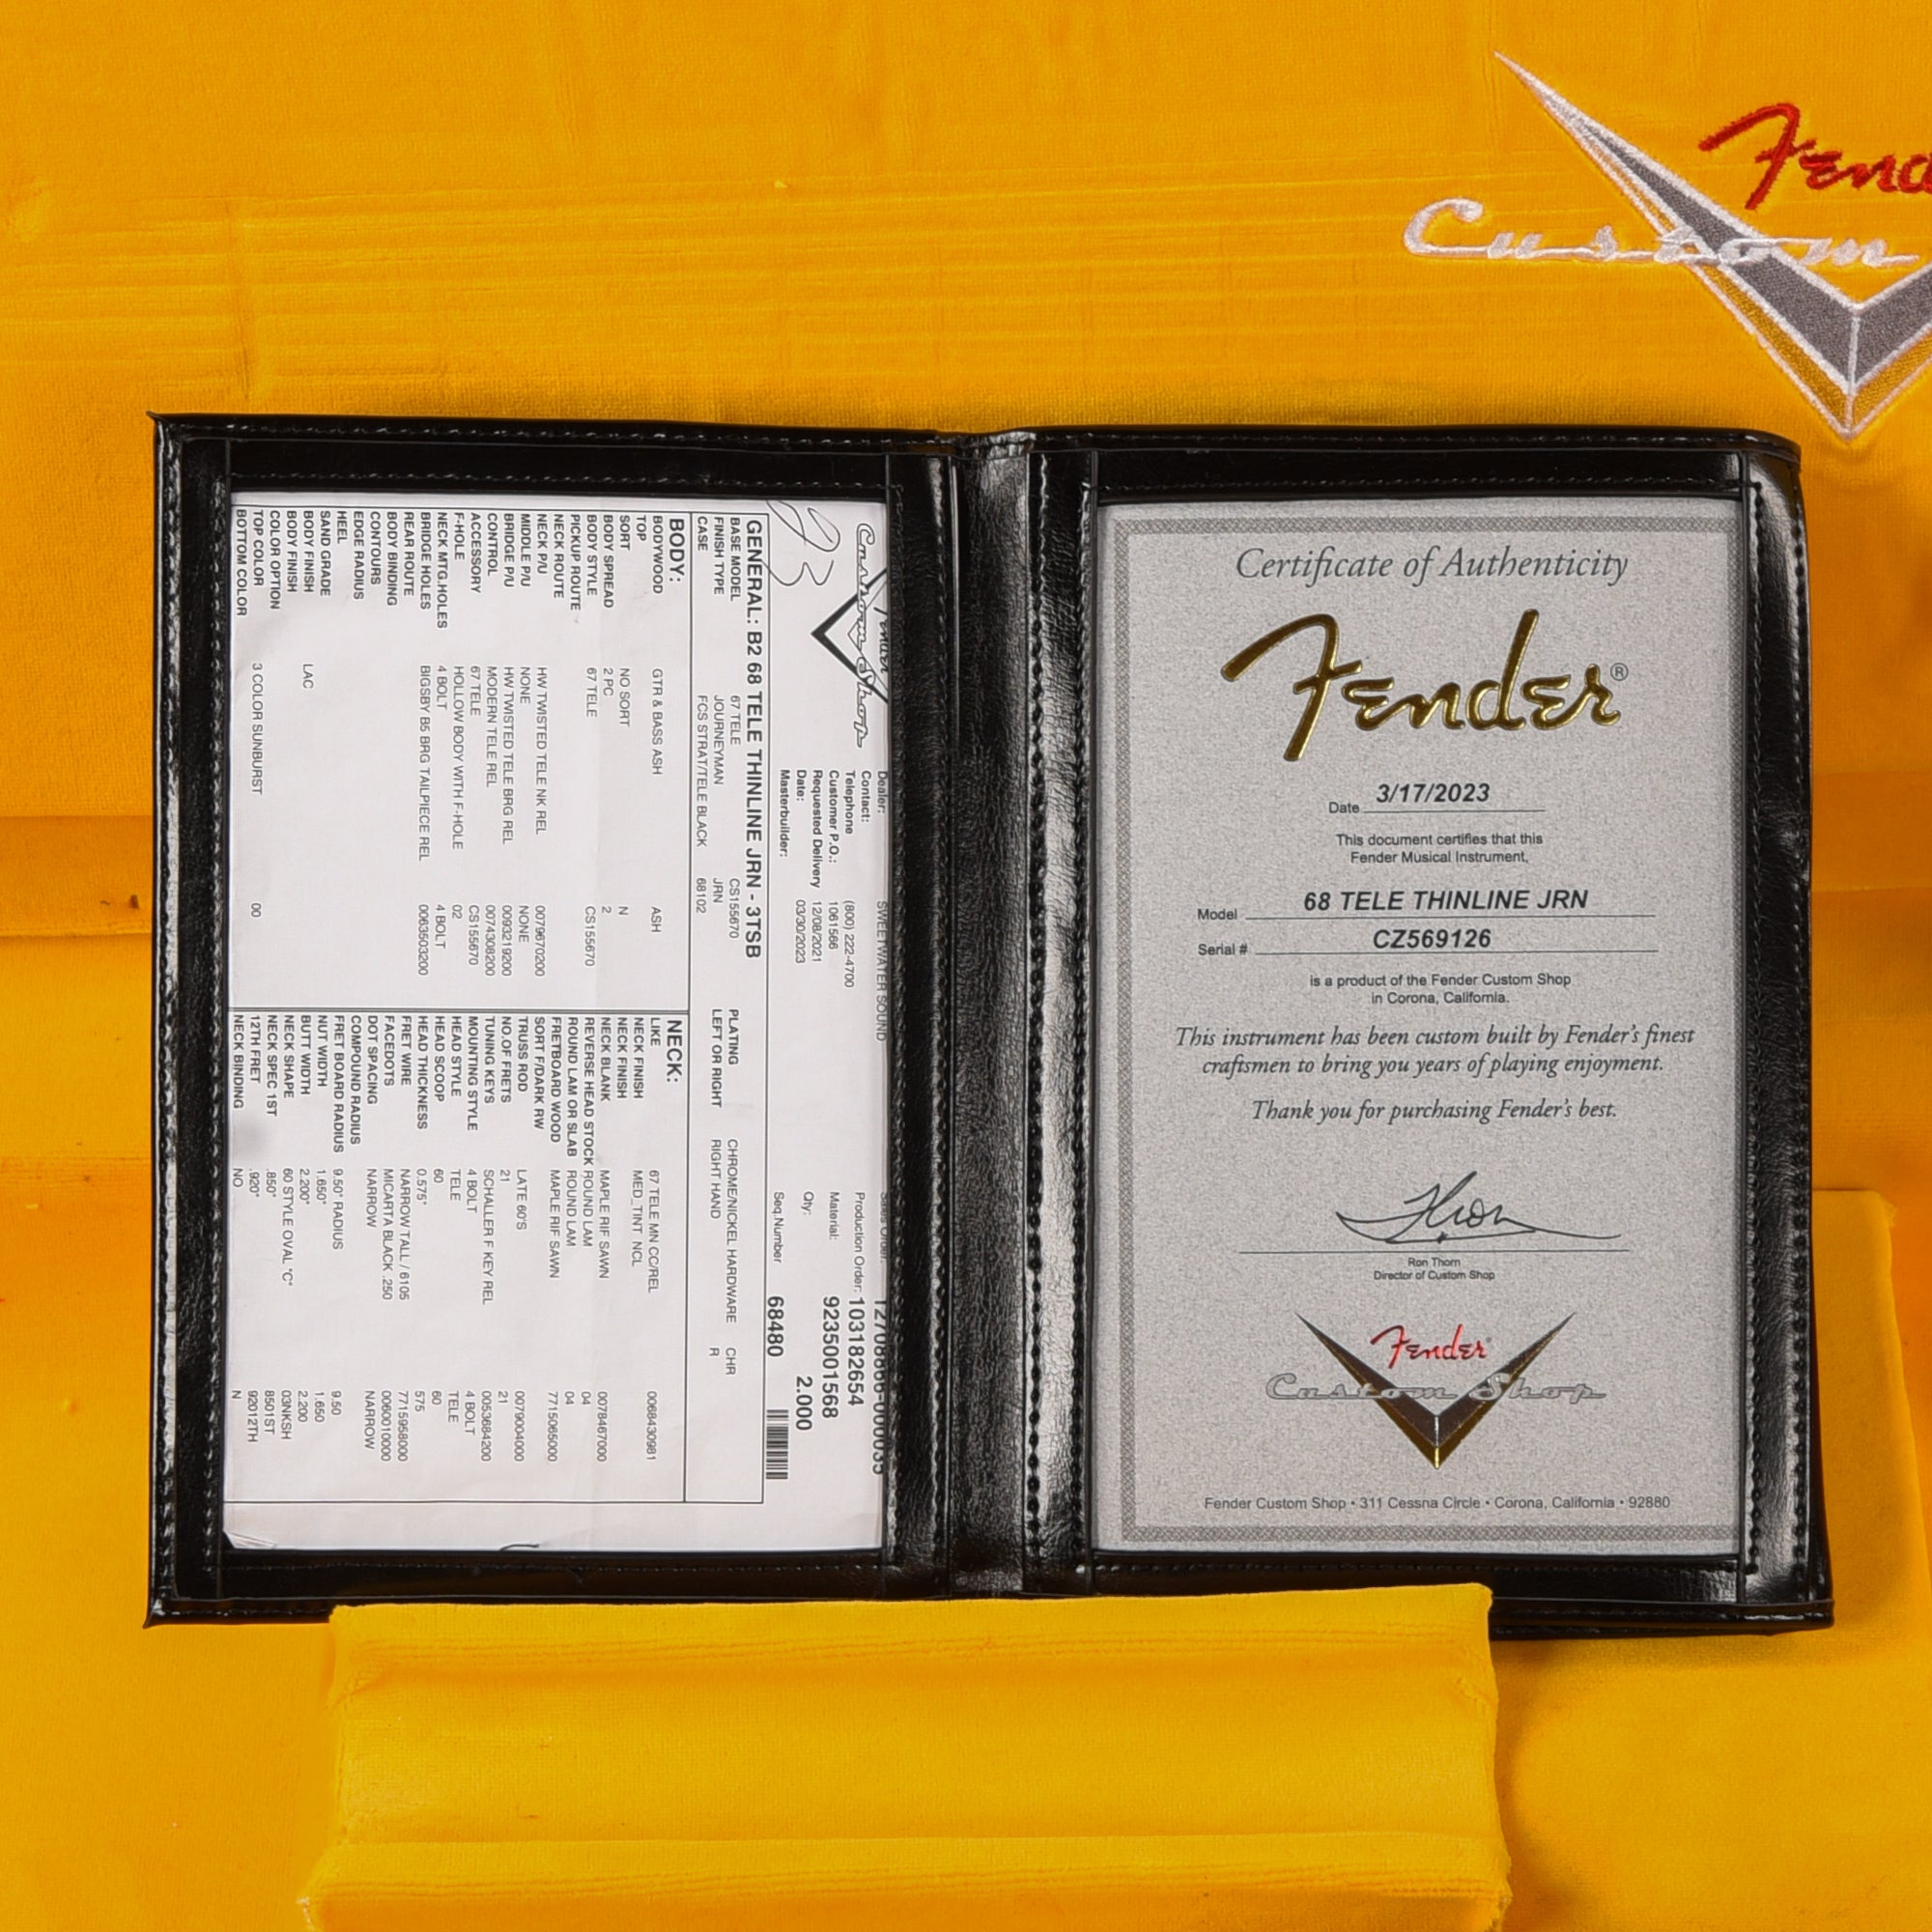 Fend
Custom
Fender
Custom Shop
Dealer: SWEETWATER SOUND
Contact:
Telephone (800) 222-4700 Production Order: 103182654
Customer P.O.: 1061566 Material: 9235001568
Requested Delivery 12/08/2021
Date: 03/30/2023 Qty: 2.000
Masterbuilder: Seq.Number 68480
23
GENERAL: B2 68 TELE THINLINE JRN - 3TSB
BASE MODEL 67 TELE CS155670 PLATING CHROME/NICKEL HARDWARE CHR
FINISH TYPE JOURNEYMAN JRN LEFT OR RIGHT RIGHT HAND R
CASE FCS STRAT/TELE BLACK 68102
BODY:
BODYWOOD GTR & BASS ASH ASH
TOP
SORT NO SORT N
BODY SPREAD 2 PC 2
BODY STYLE 67 TELE CS155670
PICKUP ROUTE
NECK ROUTE
NECK P/U HW TWISTED TELE NK REL 0079670200
MIDDLE P/U NONE NONE
BRIDGE P/U HW TWISTED TELE BRG REL 0093219200
CONTROL MODERN TELE REL 0074308200
ACCESSORY 67 TELE CS155670
F-HOLE HOLLOW BODY WITH F-HOLE 02
NECK MTG.HOLES 4 BOLT 4 BOLT
BRIDGE HOLES BIGSBY B5 BRG TAILPIECE REL 0063503200
REAR ROUTE
BODY BINDING
CONTOURS
EDGE RADIUS
HEEL
SAND GRADE
BODY FINISH LAC
BODY FINISH
COLOR OPTION
TOP COLOR 3 COLOR SUNBURST 00
BOTTOM COLOR
NECK:
LIKE 67 TELE MN CC/REL 0068430981
NECK FINISH MED_TINT NCL
NECK FINISH
NECK BLANK MAPLE RIF SAWN 0078467000
REVERSE HEAD STOCK ROUND LAM 04
ROUND LAM OR SLAB ROUND LAM 04
FRETBOARD WOOD MAPLE RIF SAWN 7715065000
SORT F/DARK RW
TRUSS ROD LATE 60'S 0079004000
NO.OF FRETS 21 21
TUNING KEYS SCHALLER F KEY REL 0053684200
MOUNTING STYLE 4 BOLT 4 BOLT
HEAD STYLE TELE TELE
HEAD SCOOP 60 60
HEAD THICKNESS 0.575" 575
FRET WIRE NARROW TALL / 6105 7715958000
FACEDOTS MICARTA BLACK .250 0060010000
DOT SPACING NARROW NARROW
COMPOUND RADIUS
FRET BOARD RADIUS 9.50" RADIUS 9.50
NUT WIDTH 1.650" 1.650
BUTT WIDTH 2.200" 2.200
NECK SHAPE 60 STYLE OVAL "C" 03NKSH
NECK SPEC 1ST .850" 8501ST
12TH FRET .920" 92012TH
NECK BINDING NO N
Certificate of Authenticity
Fender®
Date 3/17/2023
This document certifies that this
Fender Musical Instrument,
Model 68 TELE THINLINE JRN
Serial # CZ569126
is a product of the Fender Custom Shop
in Corona, California.
This instrument has been custom built by Fender's finest
craftsmen to bring you years of playing enjoyment.
Thank you for purchasing Fender's best.
Ron Thorn
Director of Custom Shop
Fender
Custom Shop
Fender Custom Shop • 311 Cessna Circle • Corona, California • 92880